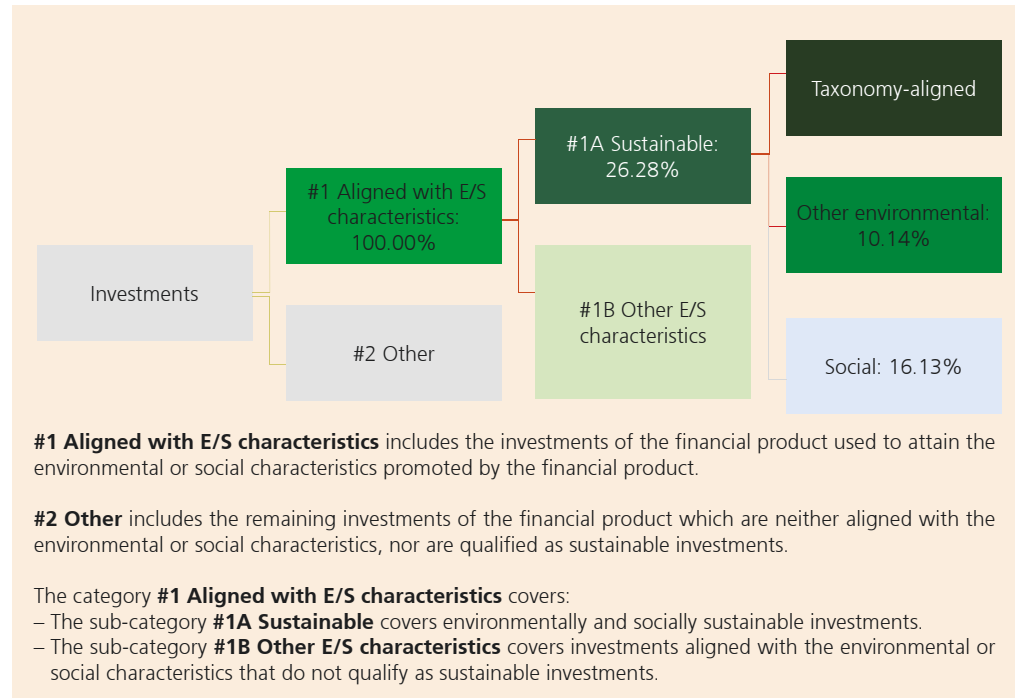 Taxonomy-aligned
#1A Sustainable:
26.28%
#1 Aligned with E/S
characteristics:
100.00%
Other environmental:
10.14%
Investments
#1B Other E/S
characteristics
#2 Other
Social: 16.13%
#1 Aligned with E/S characteristics includes the investments of the financial product used to attain the
environmental or social characteristics promoted by the financial product.
#2 Other includes the remaining investments of the financial product which are neither aligned with the
environmental or social characteristics, nor are qualified as sustainable investments.
The category #1 Aligned with E/S characteristics covers:
– The sub-category #1A Sustainable covers environmentally and socially sustainable investments.
– The sub-category #1B Other E/S characteristics covers investments aligned with the environmental or
social characteristics that do not qualify as sustainable investments.